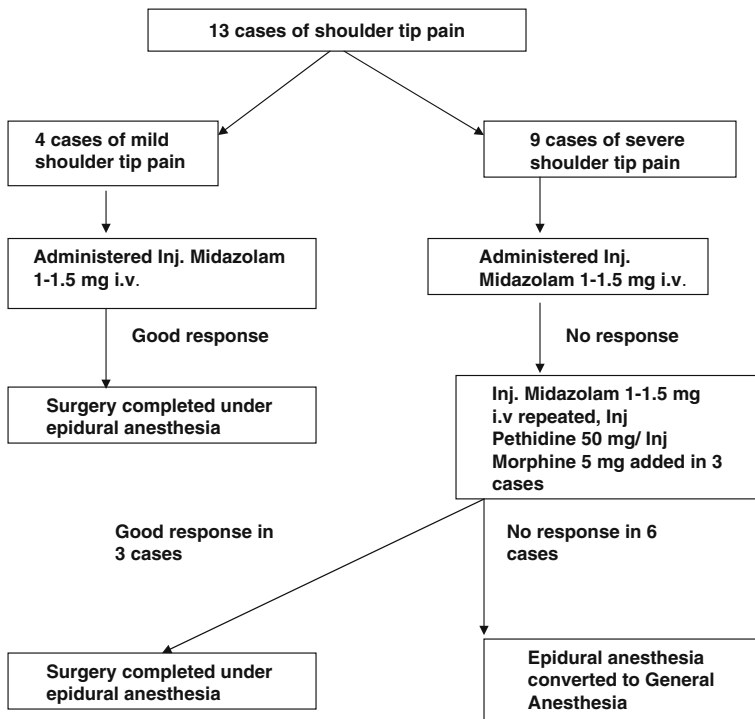 13 cases of shoulder tip pain
4 cases of mild
shoulder tip pain
9 cases of severe
shoulder tip pain
Administered Inj. Midazolam
1-1.5 mg i.v.
Administered Inj.
Midazolam 1-1.5 mg i.v.
Good response
No response
Surgery completed under
epidural anesthesia
Inj. Midazolam 1-1.5 mg
i.v repeated, Inj
Pethidine 50 mg/ Inj
Morphine 5 mg added in 3
cases
Good response in
3 cases
No response in 6
cases
Surgery completed under
epidural anesthesia
Epidural anesthesia
converted to General
Anesthesia